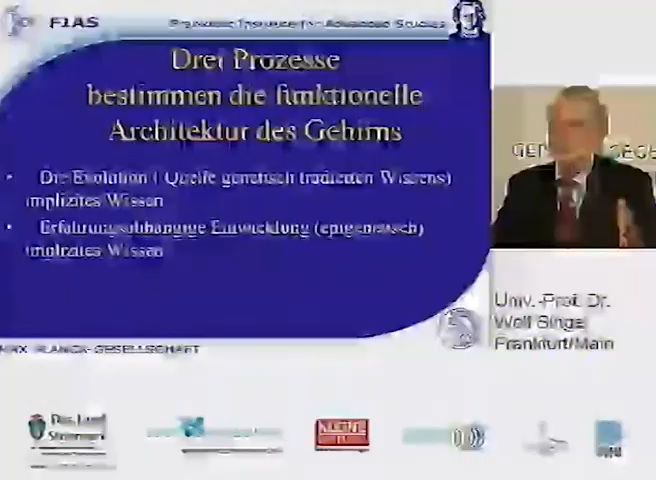 FIAS
Frankfurt Institute for Advanced Studies
Drei Prozesse
bestimmen die funktionelle
Architektur des Gehirns
• Die Evolution ( Quelle genetisch tradierten Wissens)
implizites Wissen
• Erfahrungsabhängige Entwicklung (epigenetisch)
implizites Wissen
GEN
Univ.-Prof. Dr.
Wolf Singer
Frankfurt/Main
MAX PLANCK-GESELLSCHAFT
Das Land
Steiermark
KLEINE